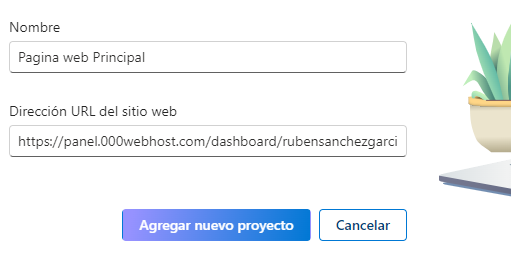 Nombre
Pagina web Principal
Dirección URL del sitio web
https://panel.000webhost.com/dashboard/rubensanchezgarci
Agregar nuevo proyecto
Cancelar